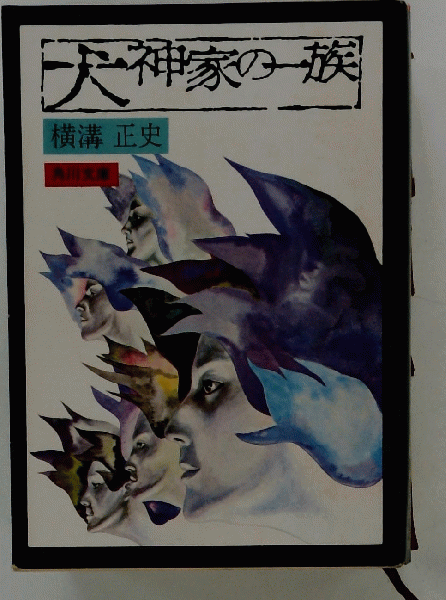 犬神家の一族
横溝 正史
角川文庫